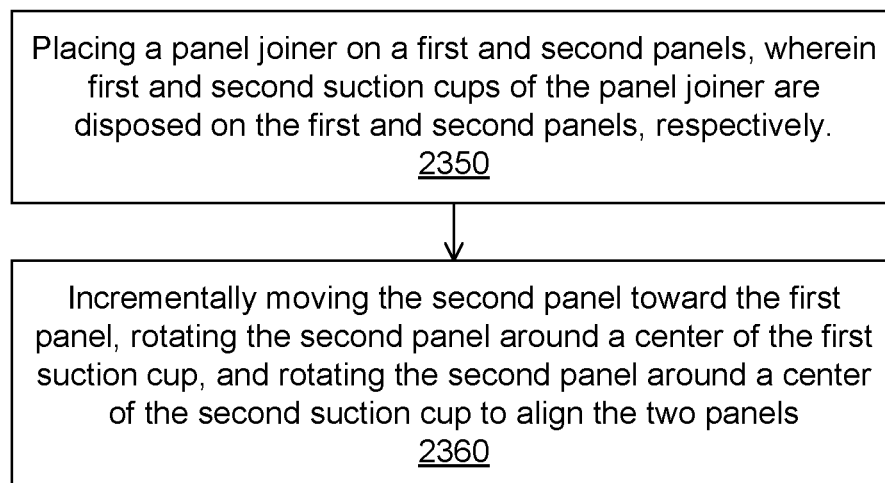 Placing a panel joiner on a first and second panels, wherein
first and second suction cups of the panel joiner are
disposed on the first and second panels, respectively.
2350
Incrementally moving the second panel toward the first
panel, rotating the second panel around a center of the first
suction cup, and rotating the second panel around a center
of the second suction cup to align the two panels
2360